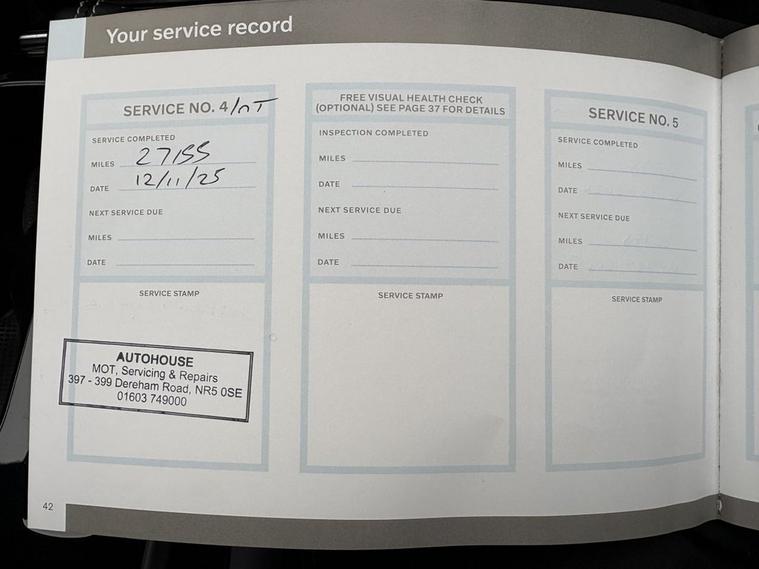 Your service record
SERVICE NO. 4/INT
SERVICE COMPLETED
MILES 27155
DATE 12/11/25
NEXT SERVICE DUE
MILES
DATE
SERVICE STAMP
AUTOHOUSE
MOT, Servicing & Repairs
397 - 399 Dereham Road, NR5 0SE
01603 749000
FREE VISUAL HEALTH CHECK
(OPTIONAL) SEE PAGE 37 FOR DETAILS
INSPECTION COMPLETED
MILES
DATE
NEXT SERVICE DUE
MILES
DATE
SERVICE STAMP
SERVICE NO. 5
SERVICE COMPLETED
MILES
DATE
NEXT SERVICE DUE
MILES
DATE
SERVICE STAMP
42